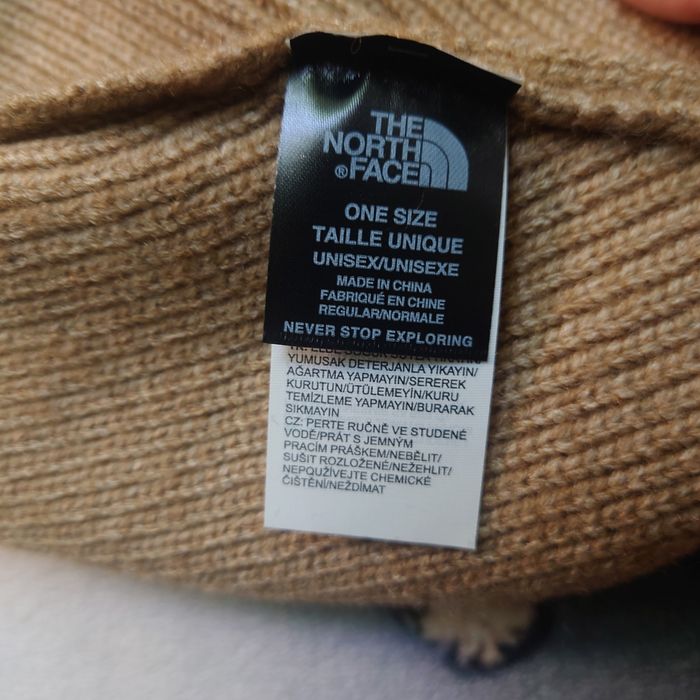 THE
NORTH
® FACE
ONE SIZE
TAILLE UNIQUE
UNISEX/UNISEXE
MADE IN CHINA
FABRIQUÉ EN CHINE
REGULAR/NORMALE
NEVER STOP EXPLORING
YUMUSAK DETERJANLA YIKAYIN/
AĞARTMA YAPMAYIN/SEREREK
KURUTUN/ÜTÜLEMEYİN/KURU
TEMİZLEME YAPMAYIN/BURARAK
SIKMAYIN
CZ: PERTE RUČNĚ VE STUDENÉ
VODĚ/PRÁT S JEMNÝM
PRACÍM PRÁŠKEM/NEBĚLIT/
SUŠIT ROZLOŽENÉ/NEŽEHLIT/
NEPOUŽÍVEJTE CHEMICKÉ
ČIŠTĚNÍ/NEŽDÍMAT